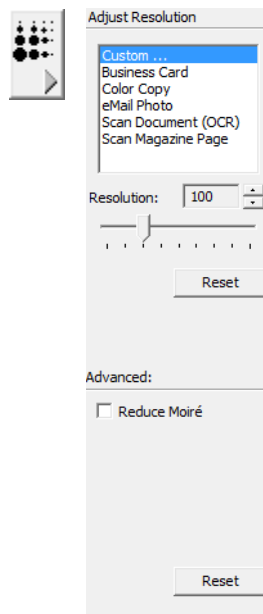 Adjust Resolution
Custom ...
Business Card
Color Copy
eMail Photo
Scan Document (OCR)
Scan Magazine Page
Resolution: 100
Reset
Advanced:
Reduce Moiré
Reset